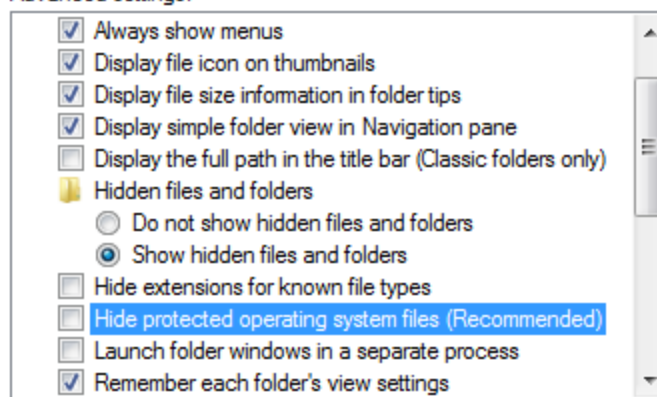 Always show menus
Display file icon on thumbnails
Display file size information in folder tips
Display simple folder view in Navigation pane
Display the full path in the title bar (Classic folders only)
Hidden files and folders
Do not show hidden files and folders
Show hidden files and folders
Hide extensions for known file types
Hide protected operating system files (Recommended)
Launch folder windows in a separate process
Remember each folder's view settings